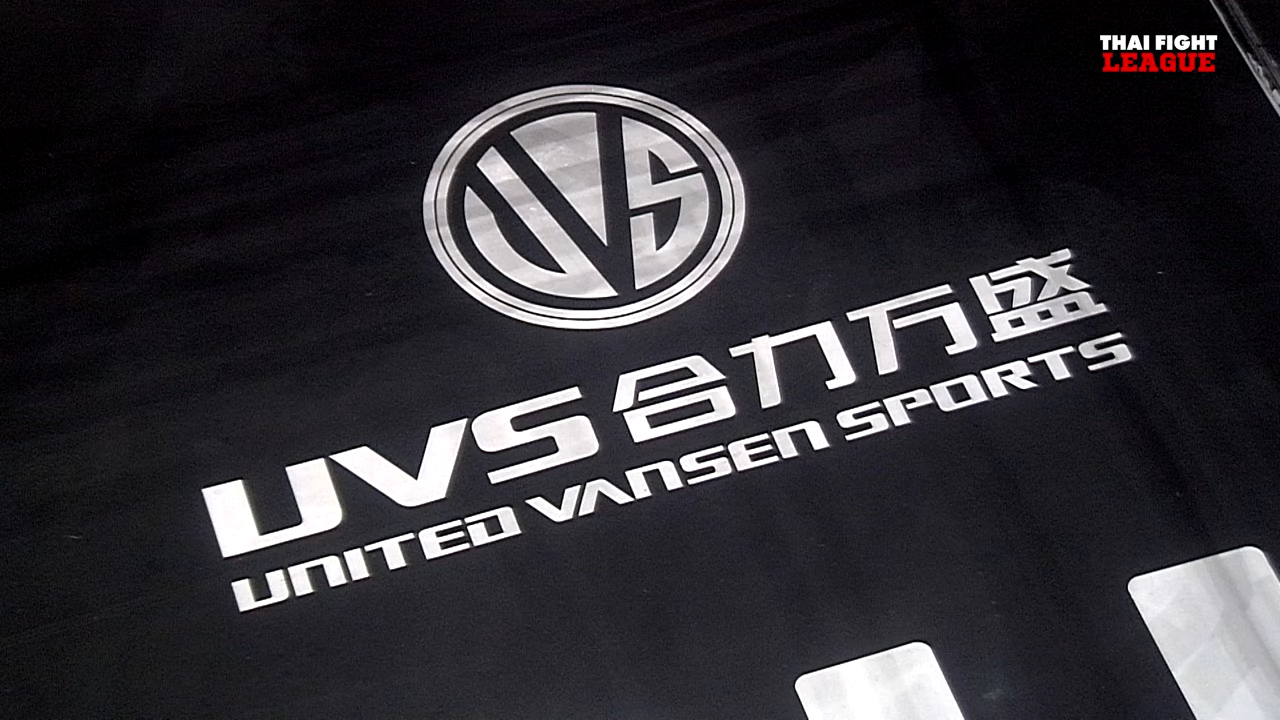 THAI FIGHT
LEAGUE
UVS
UVS 合力万盛
UNITED VANSEN SPORTS